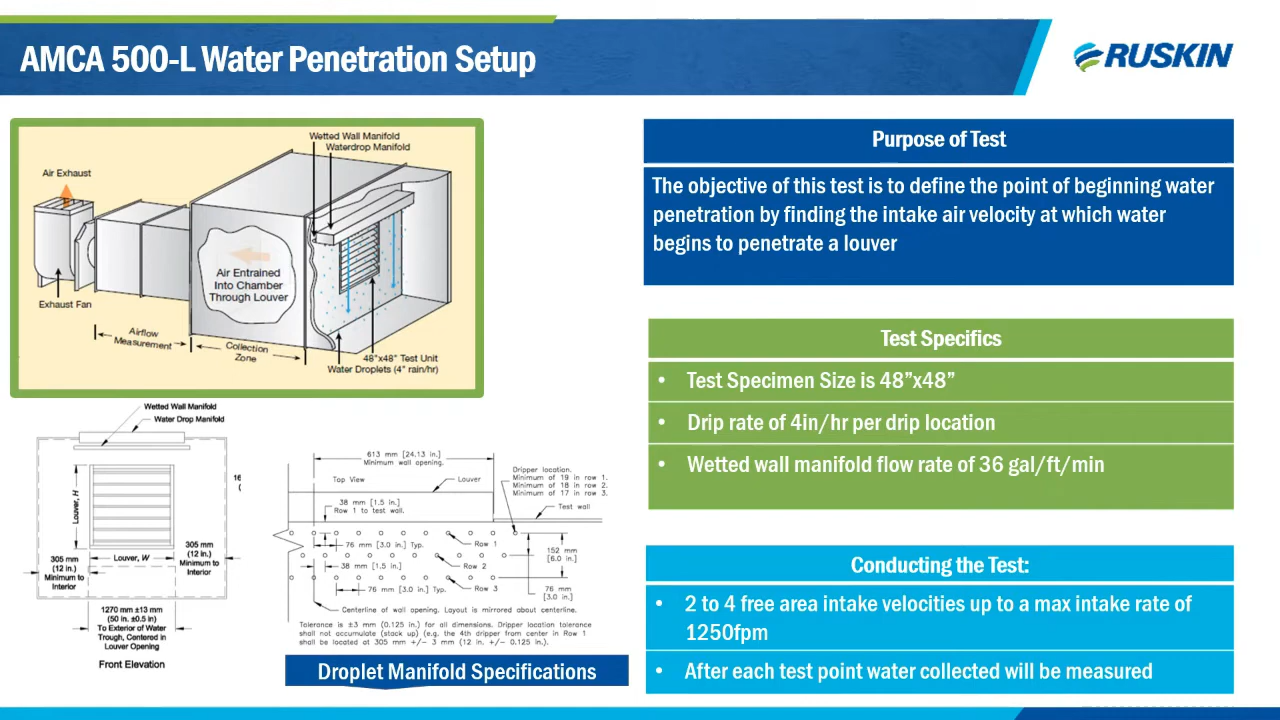 AMCA 500-L Water Penetration Setup
RUSKIN
Wetted Wall Manifold
Waterdrop Manifold
Air Exhaust
Air Entrained
Into Chamber
Through Louver
Exhaust Fan
Airflow
Measurement
Collection
Zone
48"x48" Test Unit
Water Droplets (4" rain/hr)
Wetted Wall Manifold
Water Drop Manifold
Louver, H
Louver, W
305 mm
(12 in.)
Minimum to
Interior
305 mm
(12 in.)
Minimum to
Interior
1270 mm ±13 mm
(50 in. ±0.5 in)
To Exterior of Water
Trough, Centered in
Louver Opening
Front Elevation
16
(
613 mm [24.13 in.]
Minimum wall opening.
Top View
Louver
Dripper location.
Minimum of 19 in row 1.
Minimum of 18 in row 2.
Minimum of 17 in row 3.
38 mm [1.5 in.]
Row 1 to test wall.
Test wall
76 mm [3.0 in.] Typ.
Row 1
152 mm
[6.0 in.]
38 mm [1.5 in.]
Row 2
76 mm [3.0 in.] Typ.
Row 3
76 mm
[3.0 in.]
Centerline of wall opening. Layout is mirrored about centerline.
Tolerance is ±3 mm (0.125 in.) for all dimensions. Dripper location tolerance
shall not accumulate (stack up) (e.g. the 4th dripper from center in Row 1
shall be located at 305 mm +/- 3 mm (12 in. +/- 0.125 in.).
Droplet Manifold Specifications
Purpose of Test
The objective of this test is to define the point of beginning water
penetration by finding the intake air velocity at which water
begins to penetrate a louver
Test Specifics
• Test Specimen Size is 48”x48”
• Drip rate of 4in/hr per drip location
• Wetted wall manifold flow rate of 36 gal/ft/min
Conducting the Test:
• 2 to 4 free area intake velocities up to a max intake rate of
1250fpm
• After each test point water collected will be measured